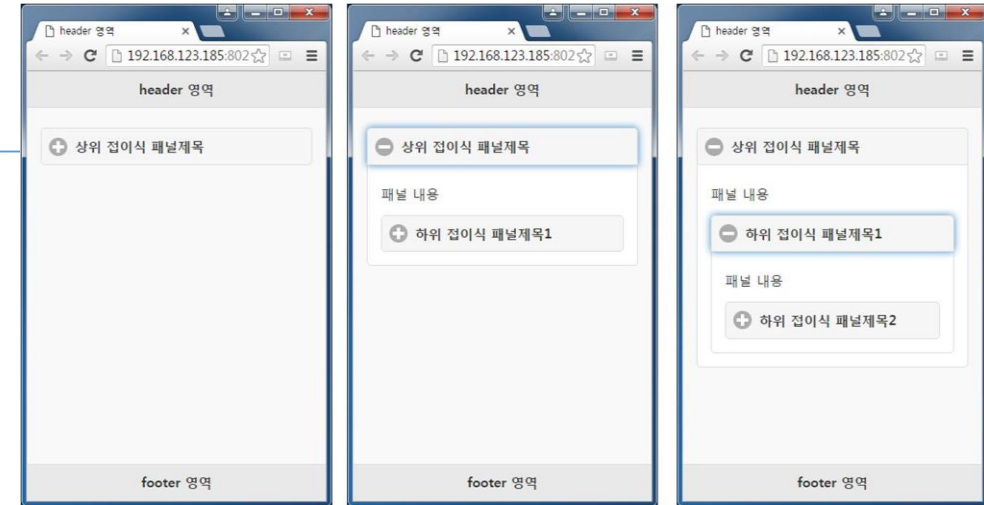 header 영역
192.168.123.185:802
header 영역
상위 접이식 패널제목
footer 영역
header 영역
192.168.123.185:802
header 영역
상위 접이식 패널제목
패널 내용
하위 접이식 패널제목1
footer 영역
header 영역
192.168.123.185:802
header 영역
상위 접이식 패널제목
패널 내용
하위 접이식 패널제목1
패널 내용
하위 접이식 패널제목2
footer 영역